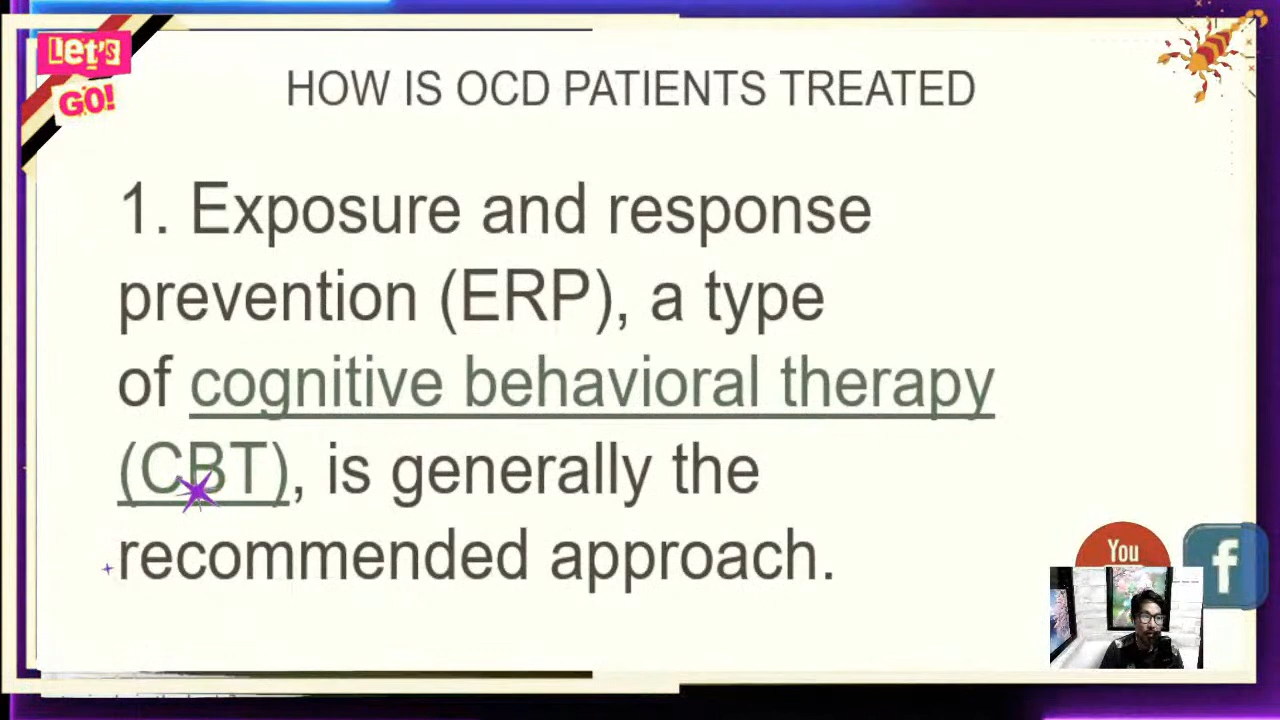 Let's
GO!
HOW IS OCD PATIENTS TREATED
1. Exposure and response
prevention (ERP), a type
of cognitive behavioral therapy
(CBT), is generally the
recommended approach.
You
f